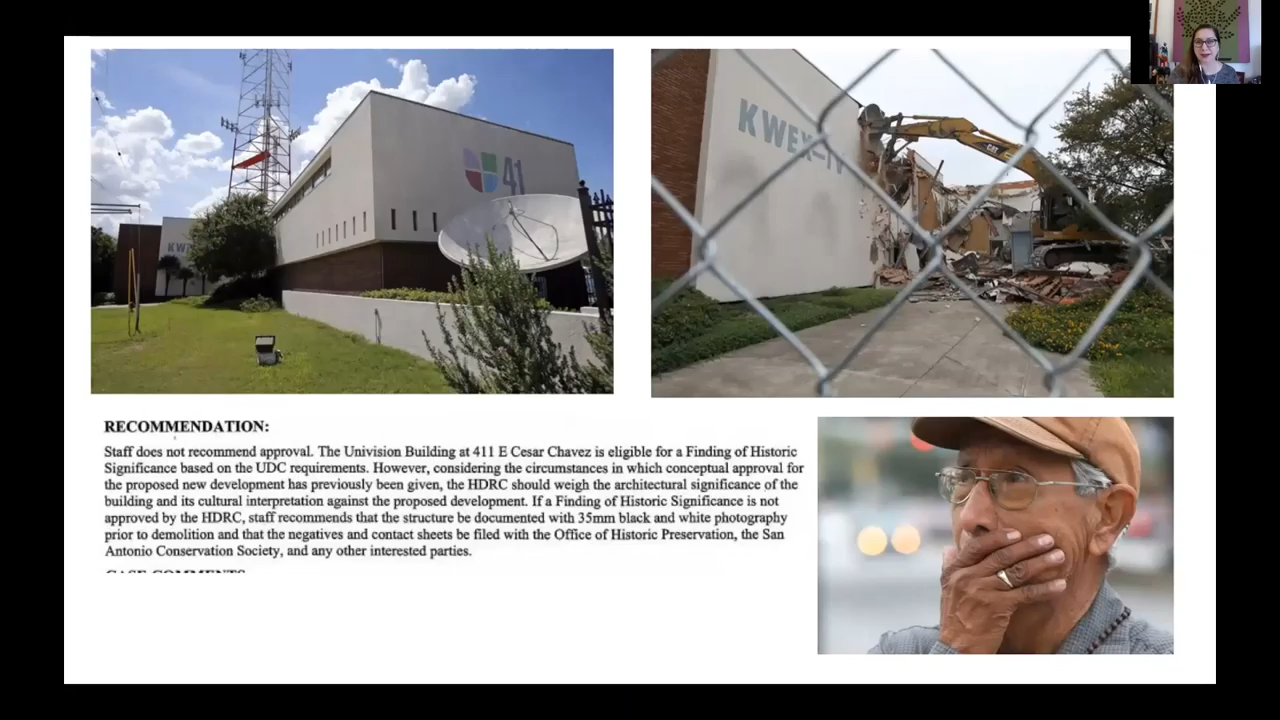 41
KWE
KWEX-TV
CAT
RECOMMENDATION:
Staff does not recommend approval. The Univision Building at 411 E Cesar Chavez is eligible for a Finding of Historic
Significance based on the UDC requirements. However, considering the circumstances in which conceptual approval for
the proposed new development has previously been given, the HDRC should weigh the architectural significance of the
building and its cultural interpretation against the proposed development. If a Finding of Historic Significance is not
approved by the HDRC, staff recommends that the structure be documented with 35mm black and white photography
prior to demolition and that the negatives and contact sheets be filed with the Office of Historic Preservation, the San
Antonio Conservation Society, and any other interested parties.
CASE COMMENTS